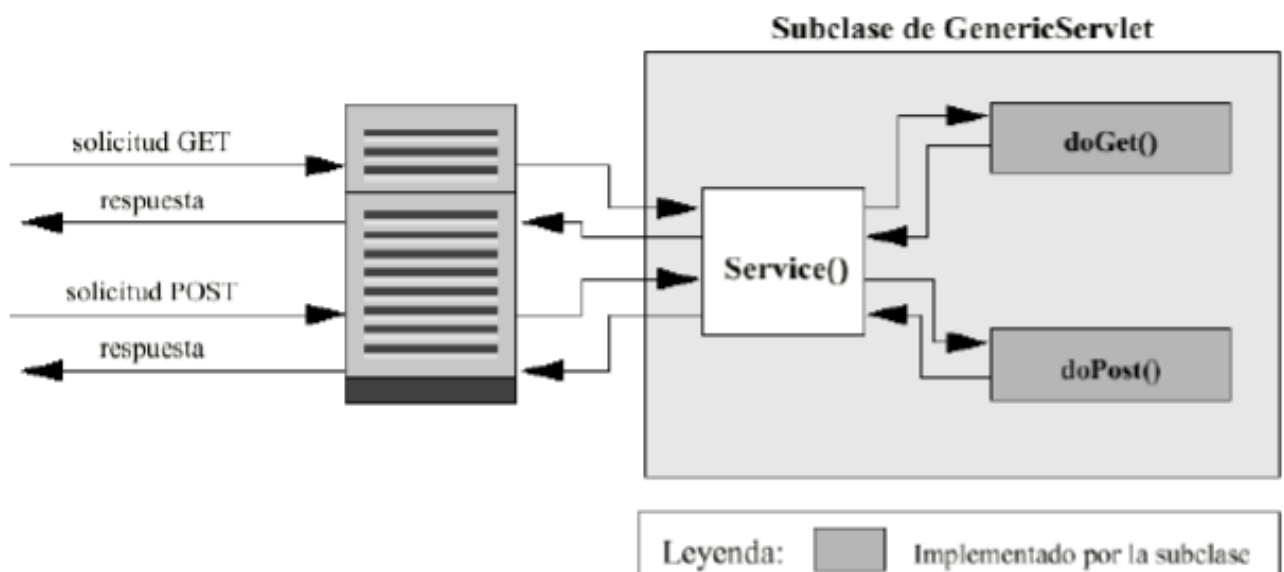 Subclase de GenericServlet
solicitud GET
respuesta
solicitud POST
respuesta
Service()
doGet()
doPost()
Leyenda:
Implementado por la subclase